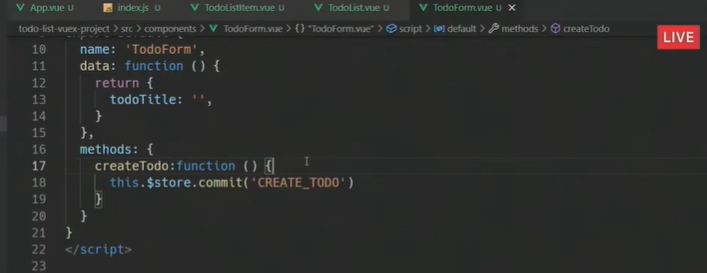 App.vue U index.js U TodoListItem.vue U TodoList.vue U TodoForm.vue U X
todo-list-vuex-project > src > components > TodoForm.vue > {} "TodoForm.vue" > script > default > methods > createTodo
LIVE
10 name: 'TodoForm',
11 data: function () {
12 return {
13 todoTitle: '',
14 }
15 },
16 methods: {
17 createTodo:function () {
18 this.$store.commit('CREATE_TODO')
19 }
20 }
21 }
22 </script>
23